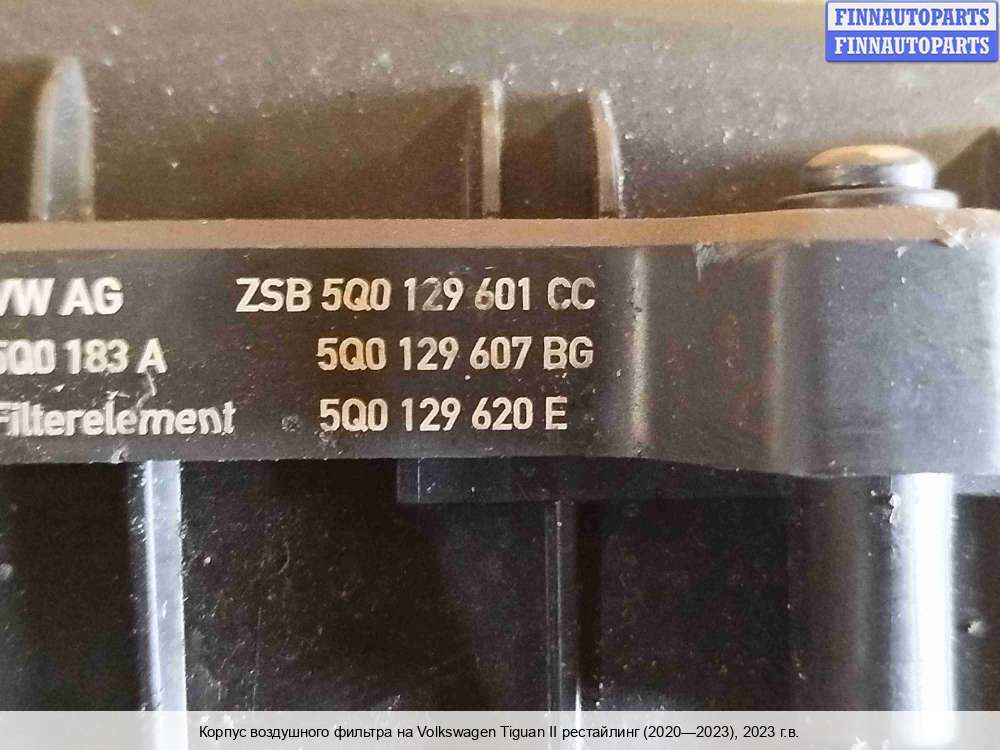 FINNAUTOPARTS
FINNAUTOPARTS
VW AG ZSB 5Q0 129 601 CC
5Q0 183 A 5Q0 129 607 BG
Filterelement 5Q0 129 620 E
Корпус воздушного фильтра на Volkswagen Tiguan II рестайлинг (2020—2023), 2023 г.в.